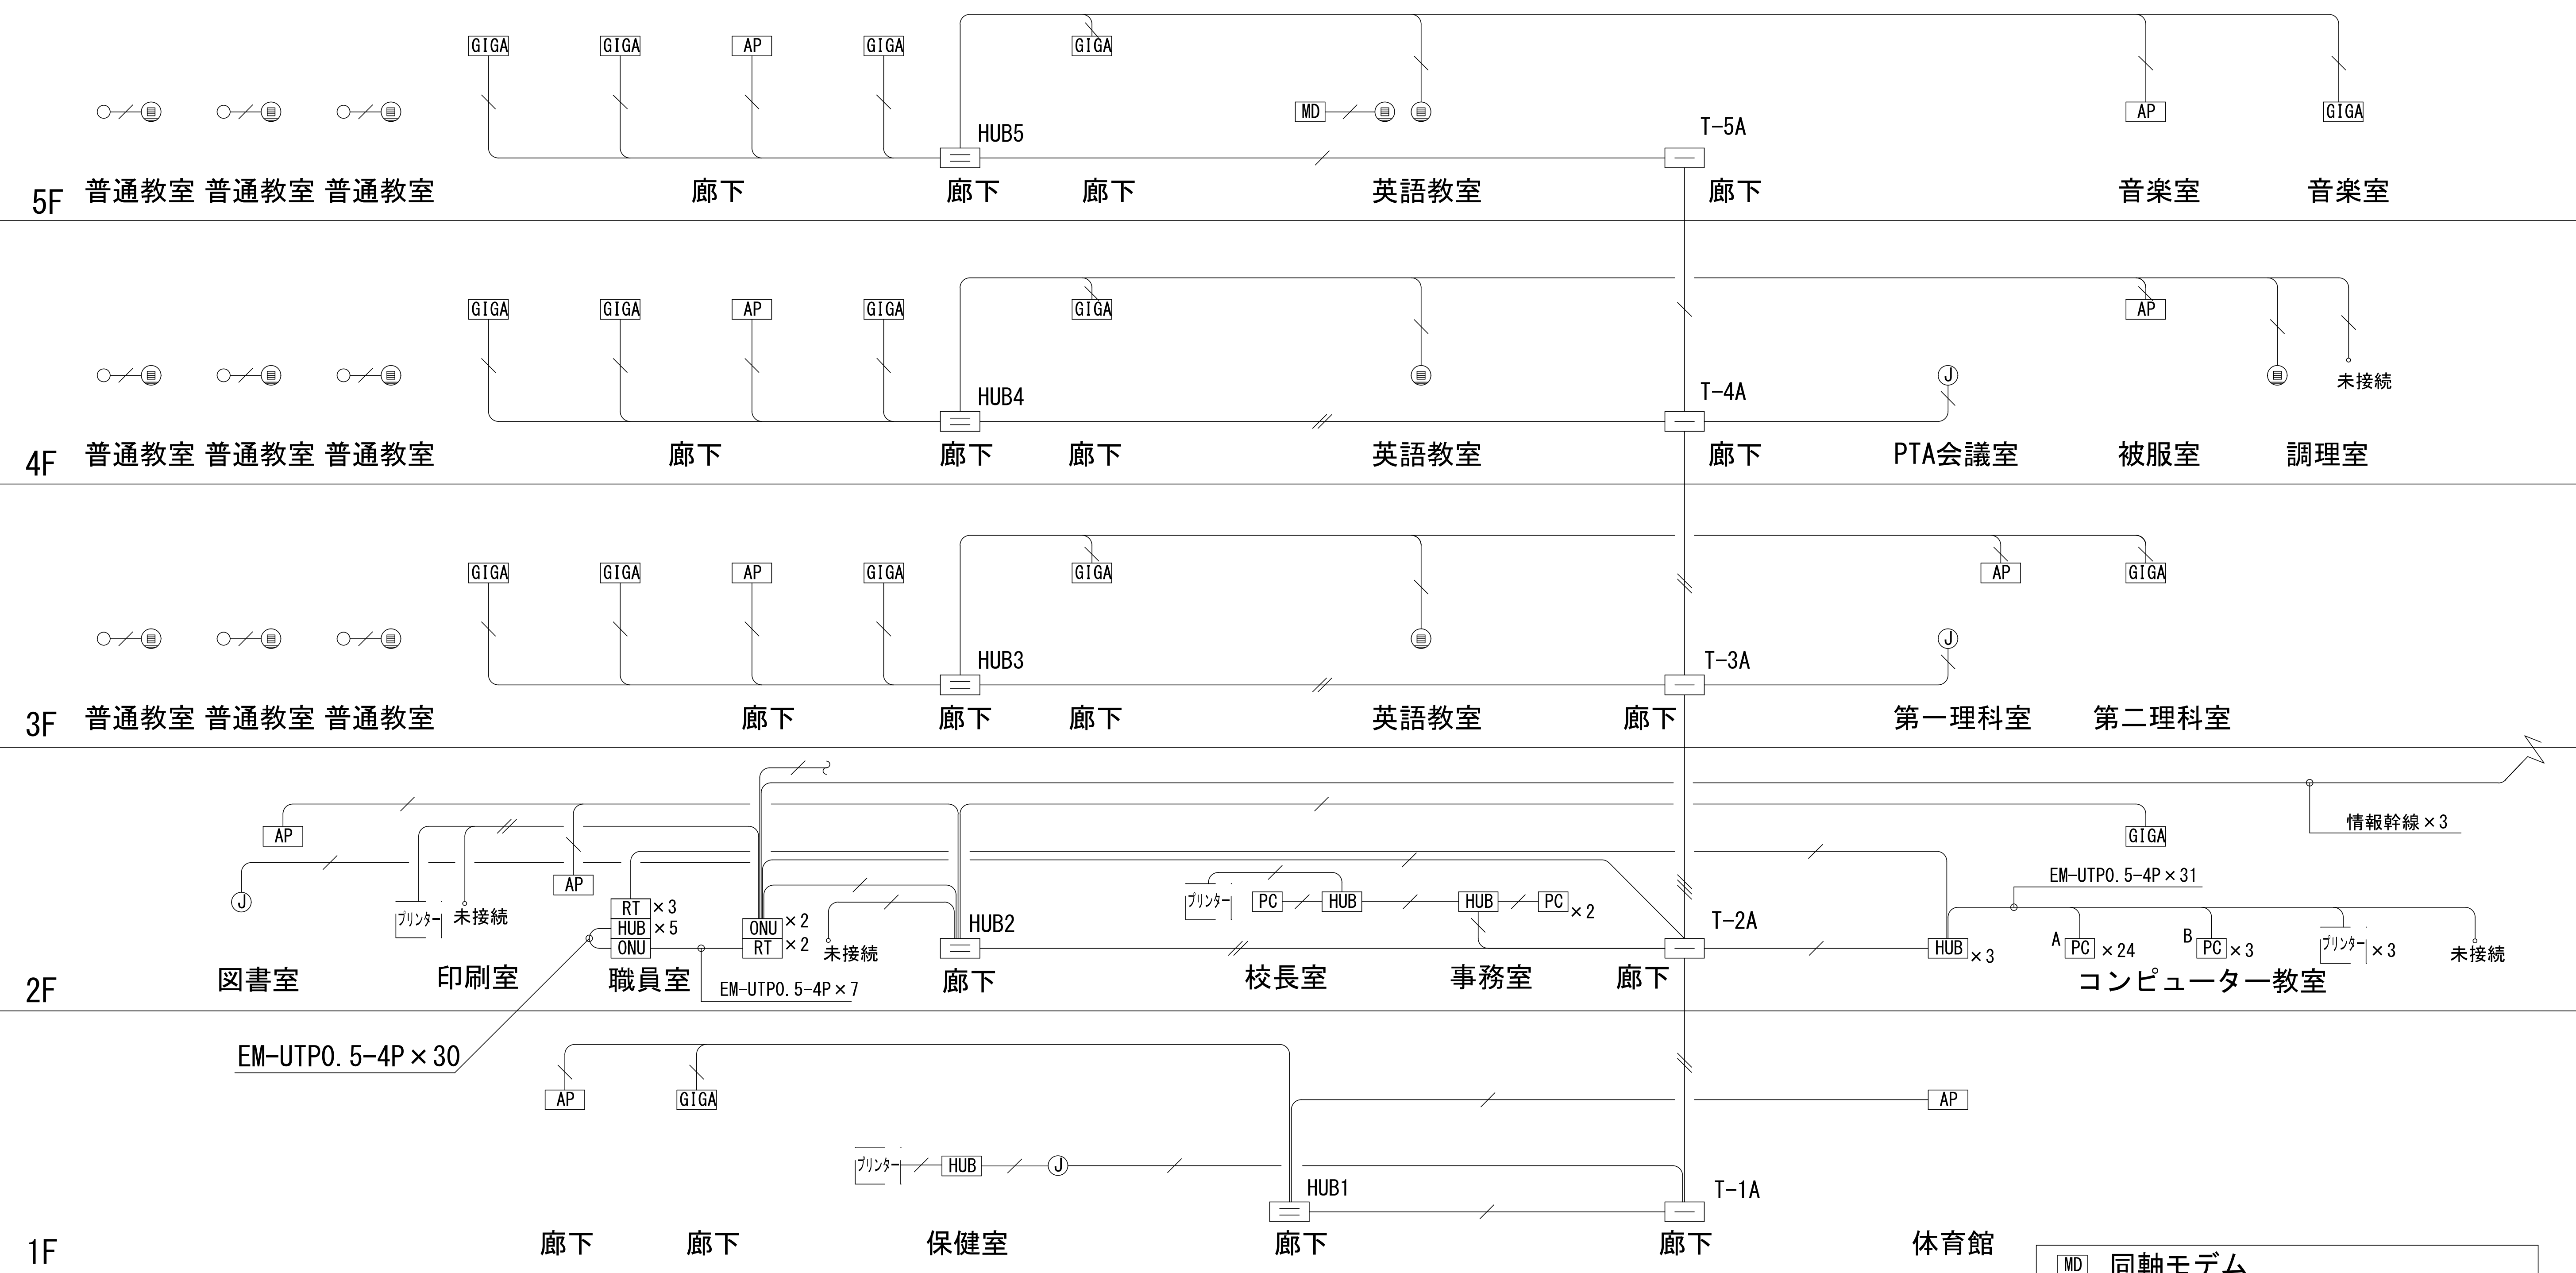 GIGA GIGA AP GIGA GIGA
MD AP GIGA
HUB5 T-5A
5F 普通教室 普通教室 普通教室 廊下 廊下 廊下 英語教室 廊下 音楽室 音楽室
GIGA GIGA AP GIGA GIGA AP
J 未接続
HUB4 T-4A
4F 普通教室 普通教室 普通教室 廊下 廊下 廊下 英語教室 廊下 PTA会議室 被服室 調理室
GIGA GIGA AP GIGA GIGA AP GIGA
J
HUB3 T-3A
3F 普通教室 普通教室 普通教室 廊下 廊下 廊下 英語教室 廊下 第一理科室 第二理科室
情報幹線×3
AP GIGA
AP EM-UTP0.5-4P×31
J プリンター 未接続 RT ×3 プリンター PC HUB HUB PC ×2
HUB ×5 ONU ×2 HUB2 T-2A
ONU RT ×2 未接続 HUB ×3 A PC ×24 B PC ×3 プリンター ×3 未接続
2F 図書室 印刷室 職員室 EM-UTP0.5-4P×7 廊下 校長室 事務室 廊下 コンピューター教室
EM-UTP0.5-4P×30
AP GIGA AP
プリンター HUB J
HUB1 T-1A
1F 廊下 廊下 保健室 廊下 廊下 体育館
MD 同軸モデム